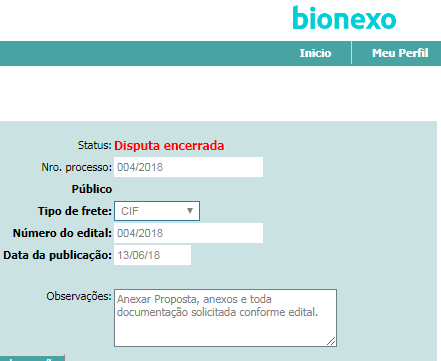 bionexo
Inicio Meu Perfil
Status: Disputa encerrada
Nro. processo: 004/2018
Público
Tipo de frete: CIF
Número do edital: 004/2018
Data da publicação: 13/06/18
Observações: Anexar Proposta, anexos e toda
documentação solicitada conforme edital.